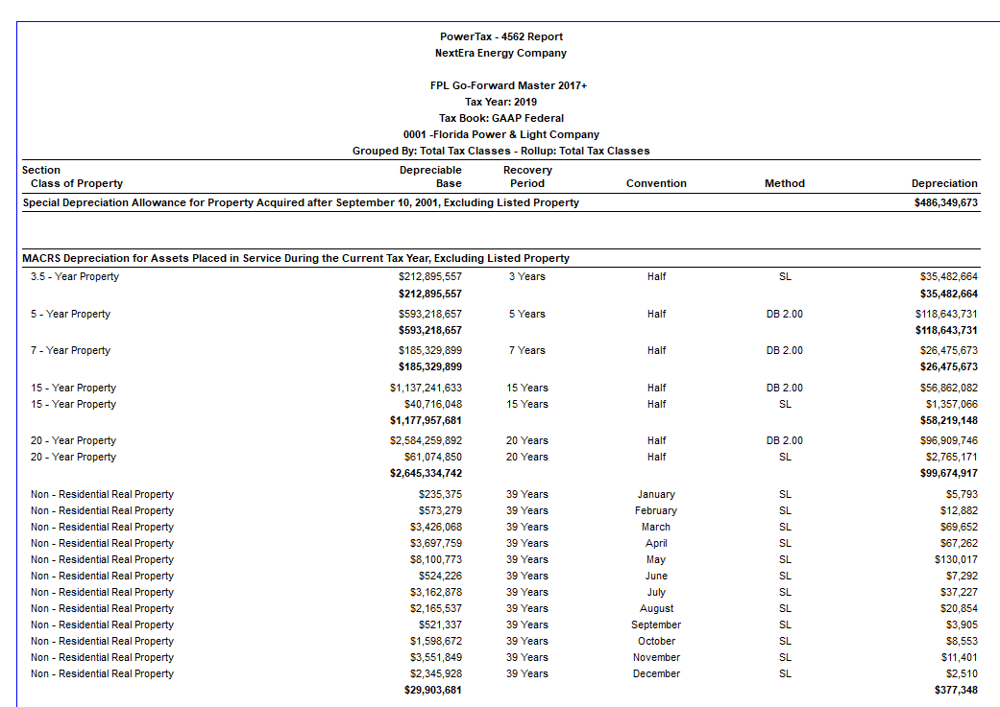 PowerTax - 4562 Report
NextEra Energy Company
FPL Go-Forward Master 2017+
Tax Year: 2019
Tax Book: GAAP Federal
0001 -Florida Power & Light Company
Grouped By: Total Tax Classes - Rollup: Total Tax Classes
Section Depreciable Recovery
Class of Property Base Period Convention Method Depreciation
Special Depreciation Allowance for Property Acquired after September 10, 2001, Excluding Listed Property $486,349,673
MACRS Depreciation for Assets Placed in Service During the Current Tax Year, Excluding Listed Property
3.5 - Year Property $212,895,557 3 Years Half SL $35,482,664
$212,895,557 $35,482,664
5 - Year Property $593,218,657 5 Years Half DB 2.00 $118,643,731
$593,218,657 $118,643,731
7 - Year Property $185,329,899 7 Years Half DB 2.00 $26,475,673
$185,329,899 $26,475,673
15 - Year Property $1,137,241,633 15 Years Half DB 2.00 $56,862,082
15 - Year Property $40,716,048 15 Years Half SL $1,357,066
$1,177,957,681 $58,219,148
20 - Year Property $2,584,259,892 20 Years Half DB 2.00 $96,909,746
20 - Year Property $61,074,850 20 Years Half SL $2,765,171
$2,645,334,742 $99,674,917
Non - Residential Real Property $235,375 39 Years January SL $5,793
Non - Residential Real Property $573,279 39 Years February SL $12,882
Non - Residential Real Property $3,426,068 39 Years March SL $69,652
Non - Residential Real Property $3,697,759 39 Years April SL $67,262
Non - Residential Real Property $8,100,773 39 Years May SL $130,017
Non - Residential Real Property $524,226 39 Years June SL $7,292
Non - Residential Real Property $3,162,878 39 Years July SL $37,227
Non - Residential Real Property $2,165,537 39 Years August SL $20,854
Non - Residential Real Property $521,337 39 Years September SL $3,905
Non - Residential Real Property $1,598,672 39 Years October SL $8,553
Non - Residential Real Property $3,551,849 39 Years November SL $11,401
Non - Residential Real Property $2,345,928 39 Years December SL $2,510
$29,903,681 $377,348